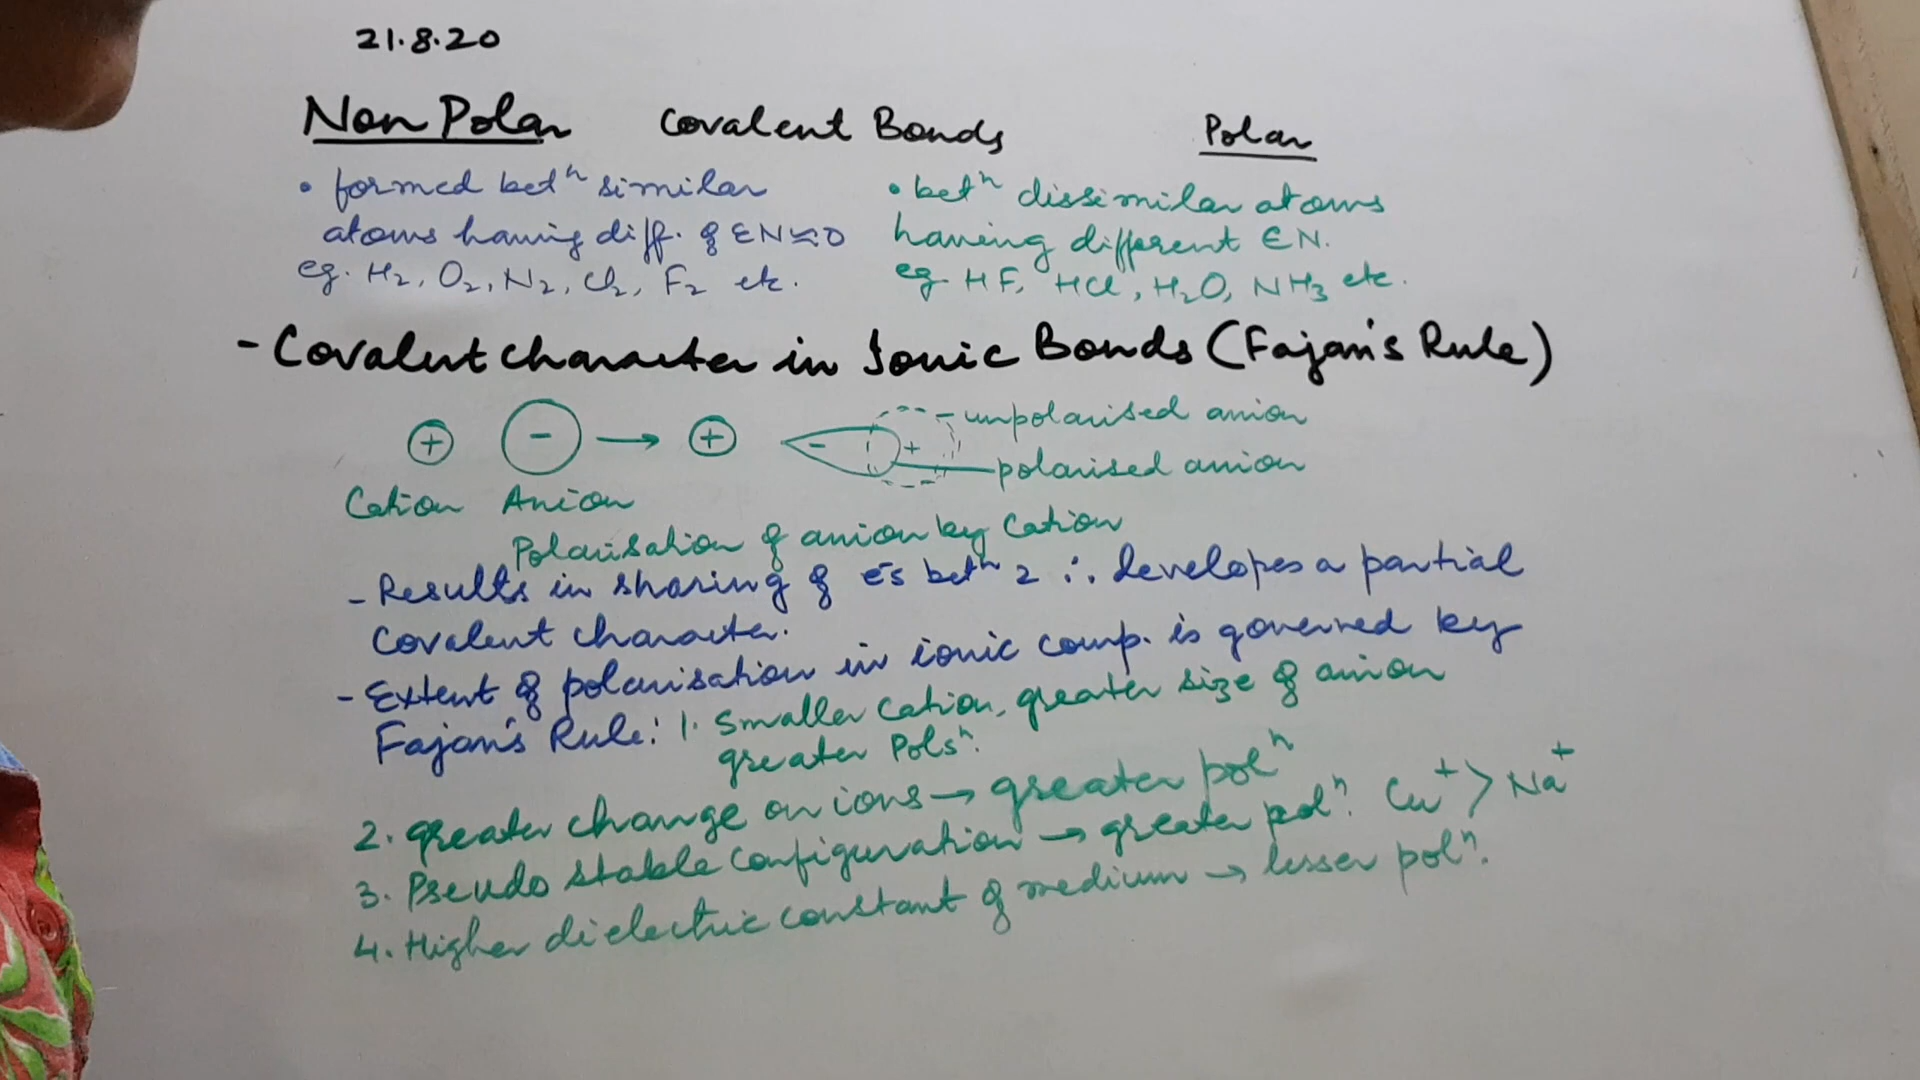 21.8.20
Non Polar Covalent Bonds Polar
• formed betⁿ similar
atoms having diff. of EN ≈ 0
eg. H₂, O₂, N₂, Cl₂, F₂ etc.
• betⁿ dissimilar atoms
having different EN.
eg HF, HCl, H₂O, NH₃ etc.
- Covalent character in Ionic Bonds (Fajan's Rule)
+ - → + - + unpolarised anion
polarised anion
Cation Anion
Polarisation of anion by Cation
- Results in sharing of e⁻s betⁿ 2 ∴ developes a partial
Covalent character.
- Extent of polarisation in ionic comp. is governed by
Fajan's Rule: 1. Smaller Cation, greater size of anion
greater Polsⁿ.
2. greater charge on ions → greater polⁿ
3. Pseudo stable Configuration → greater polⁿ. Cu⁺ > Na⁺
4. Higher dielectric constant of medium → lesser polⁿ.